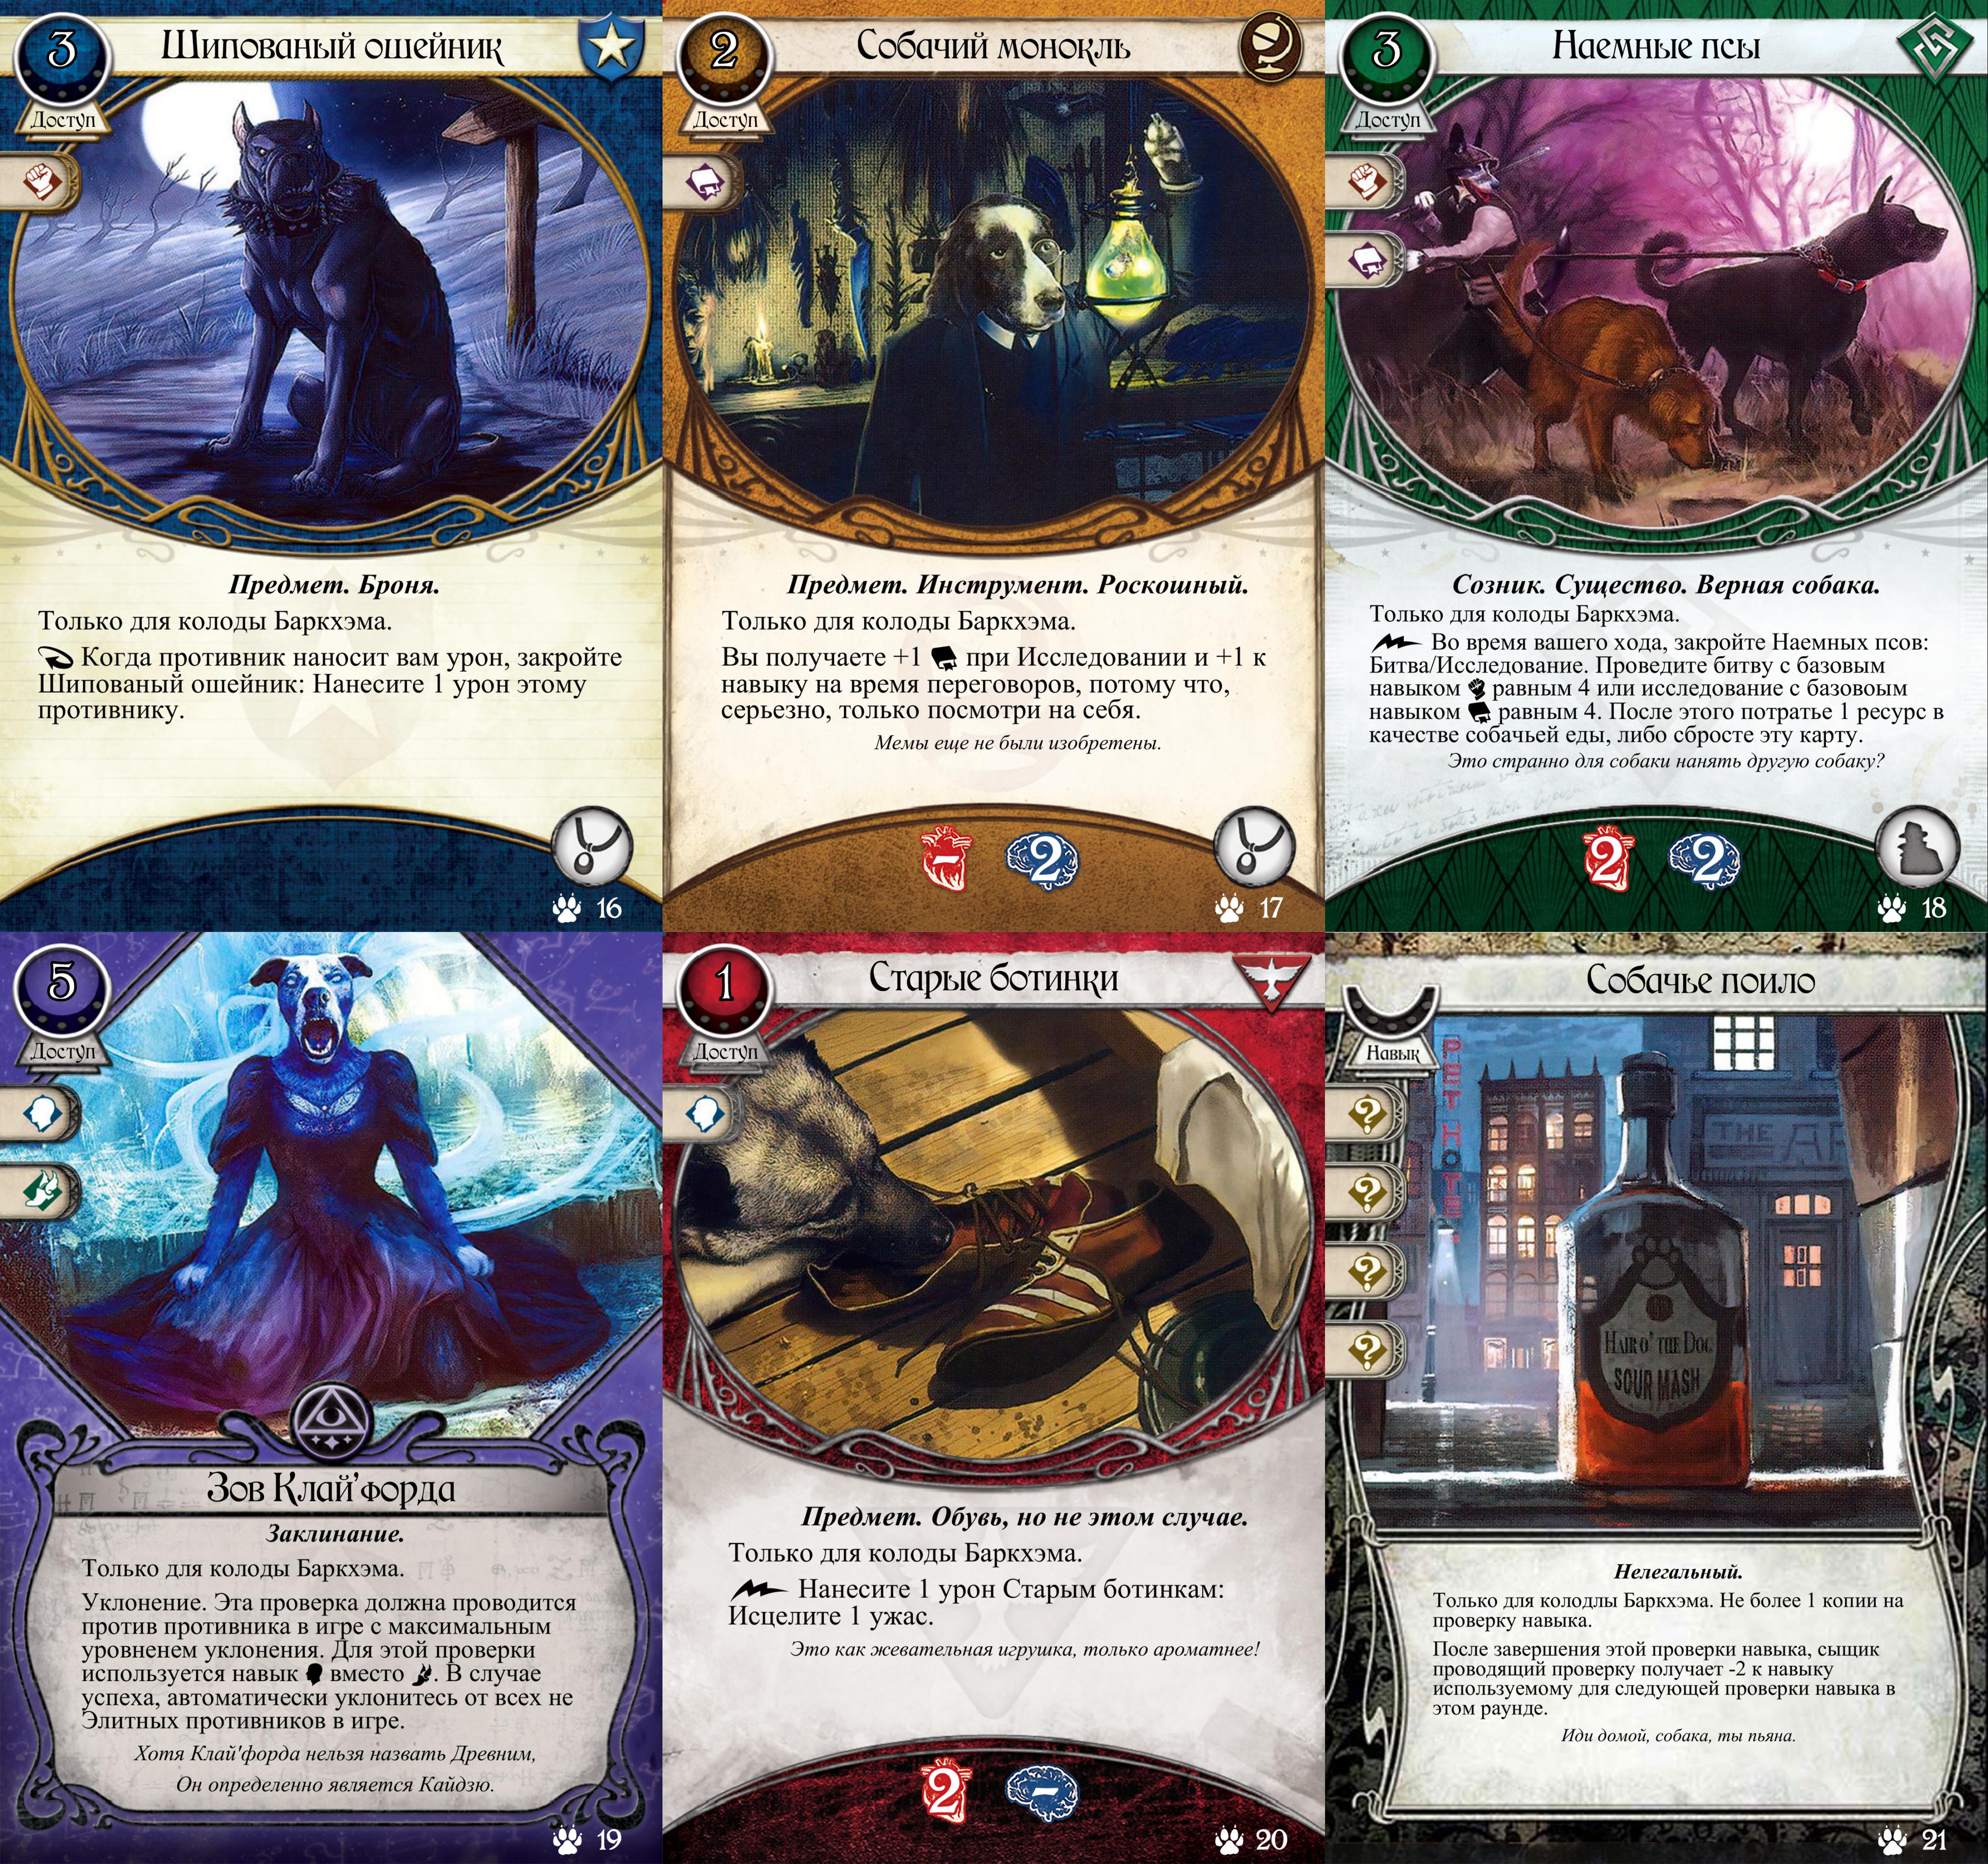 3
Шипованый ошейник
Доступ
Предмет. Броня.
Только для колоды Баркхэма.
Когда противник наносит вам урон, закройте
Шипованый ошейник: Нанесите 1 урон этому
противнику.
16
2
Собачий монокль
Доступ
Предмет. Инструмент. Роскошный.
Только для колоды Баркхэма.
Вы получаете +1 при Исследовании и +1 к
навыку на время переговоров, потому что,
серьезно, только посмотри на себя.
Мемы еще не были изобретены.
-
2
17
3
Наемные псы
Доступ
Созник. Существо. Верная собака.
Только для колоды Баркхэма.
Во время вашего хода, закройте Наемных псов:
Битва/Исследование. Проведите битву с базовым
навыком равным 4 или исследование с базовоым
навыком равным 4. После этого потратье 1 ресурс в
качестве собачьей еды, либо сбросте эту карту.
Это странно для собаки нанять другую собаку?
2
2
18
5
Доступ
Зов Клай'форда
Заклинание.
Только для колоды Баркхэма.
Уклонение. Эта проверка должна проводится
против противника в игре с максимальным
уровненем уклонения. Для этой проверки
используется навык вместо . В случае
успеха, автоматически уклонитесь от всех не
Элитных противников в игре.
Хотя Клай'форда нельзя назвать Древним,
Он определенно является Кайдзю.
19
1
Старые ботинки
Доступ
Предмет. Обувь, но не этом случае.
Только для колоды Баркхэма.
Нанесите 1 урон Старым ботинкам:
Исцелите 1 ужас.
Это как жевательная игрушка, только ароматнее!
2
-
20
Собачье поило
Навык
?
?
?
?
PET HOTE
THE
HAIR O' THE DOG
SOUR MASH
Нелегальный.
Только для колодлы Баркхэма. Не более 1 копии на
проверку навыка.
После завершения этой проверки навыка, сыщик
проводящий проверку получает -2 к навыку
используемому для следующей проверки навыка в
этом раунде.
Иди домой, собака, ты пьяна.
21